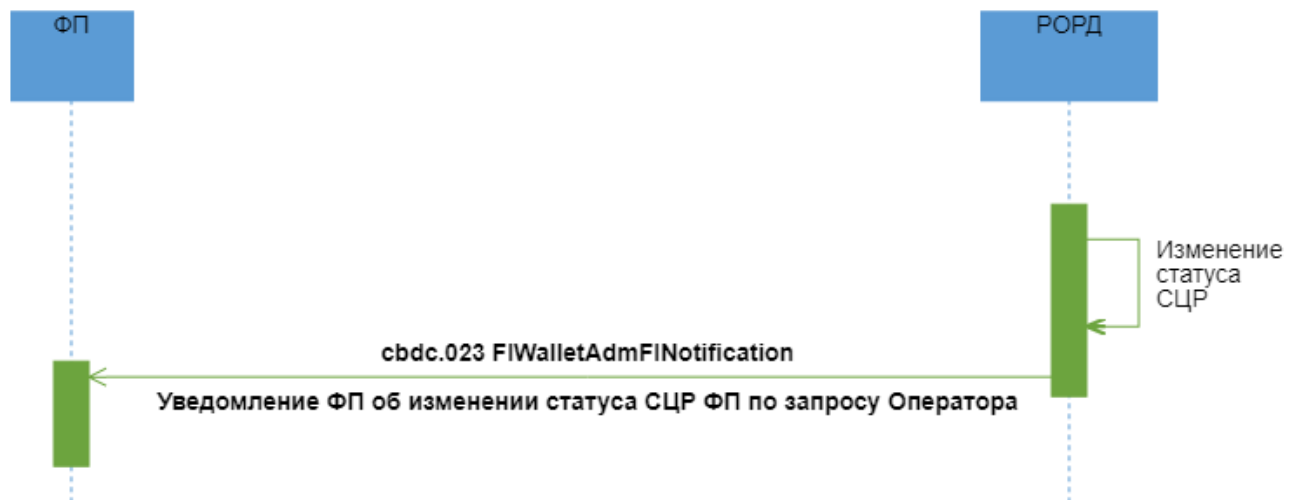 ФП
РОРД
Изменение
статуса
СЦР
cbdc.023 FIWalletAdmFINotification
Уведомление ФП об изменении статуса СЦР ФП по запросу Оператора